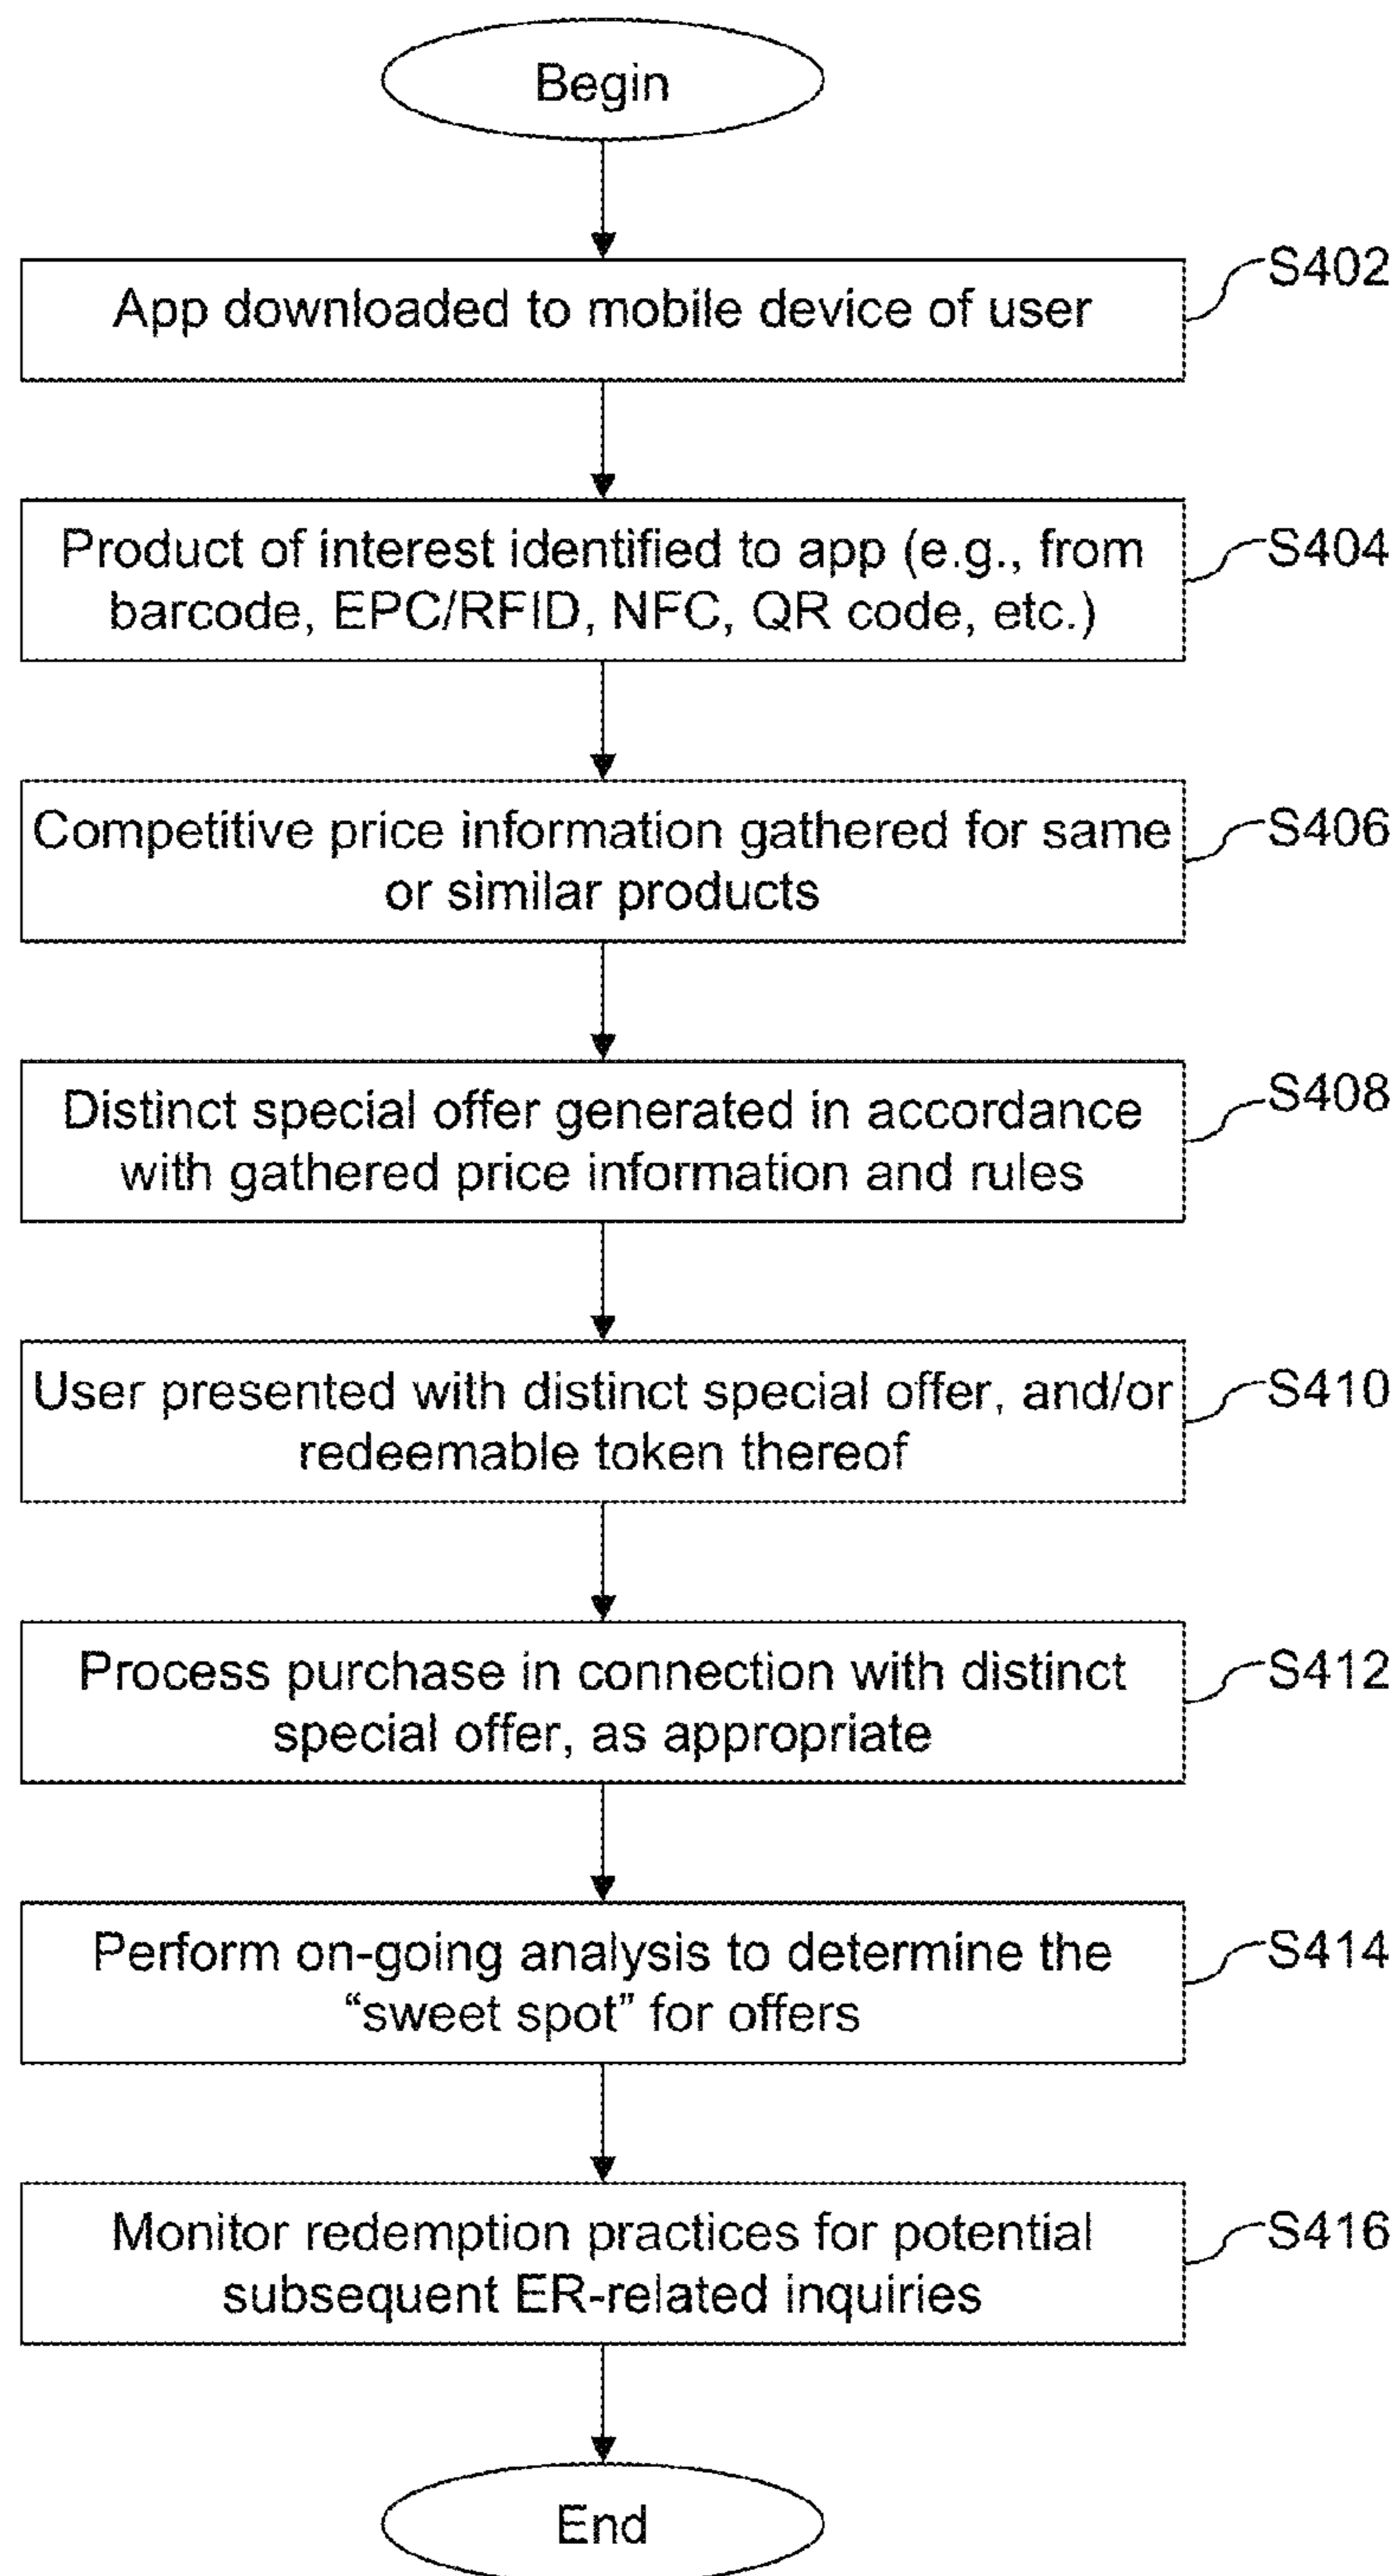 Begin
App downloaded to mobile device of user
S402
Product of interest identified to app (e.g., from
barcode, EPC/RFID, NFC, QR code, etc.)
S404
Competitive price information gathered for same
or similar products
S406
Distinct special offer generated in accordance
with gathered price information and rules
S408
User presented with distinct special offer, and/or
redeemable token thereof
S410
Process purchase in connection with distinct
special offer, as appropriate
S412
Perform on-going analysis to determine the
“sweet spot” for offers
S414
Monitor redemption practices for potential
subsequent ER-related inquiries
S416
End